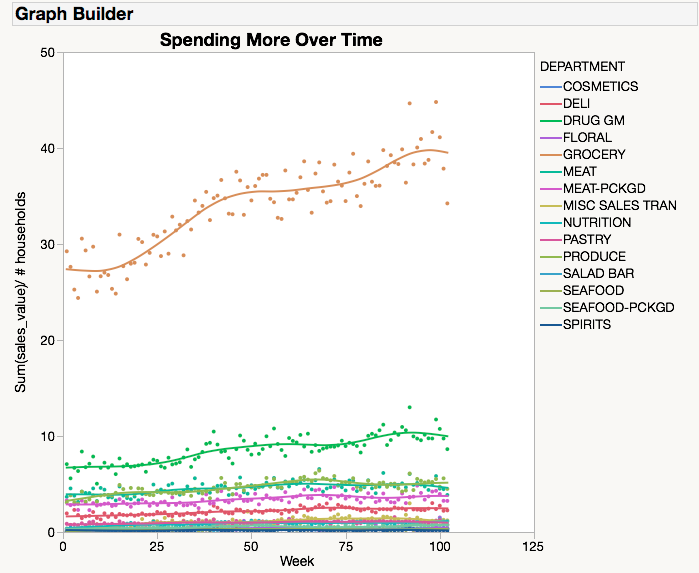 Graph Builder
Spending More Over Time
50
40
30
20
10
0
Sum(sales_value)/ # households
0 25 50 75 100 125
Week
DEPARTMENT
COSMETICS
DELI
DRUG GM
FLORAL
GROCERY
MEAT
MEAT-PCKGD
MISC SALES TRAN
NUTRITION
PASTRY
PRODUCE
SALAD BAR
SEAFOOD
SEAFOOD-PCKGD
SPIRITS